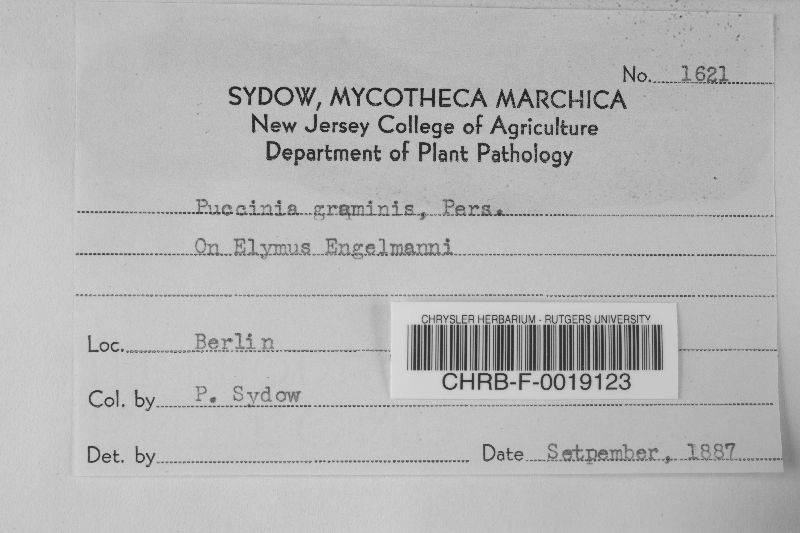 No. 1621
SYDOW, MYCOTHECA MARCHICA
New Jersey College of Agriculture
Department of Plant Pathology
Puccinia graminis, Pers.
On Elymus Engelmanni
Loc. Berlin
CHRYSLER HERBARIUM - RUTGERS UNIVERSITY
CHRB-F-0019123
Col. by P. Sydow
Det. by
Date Setpember, 1887